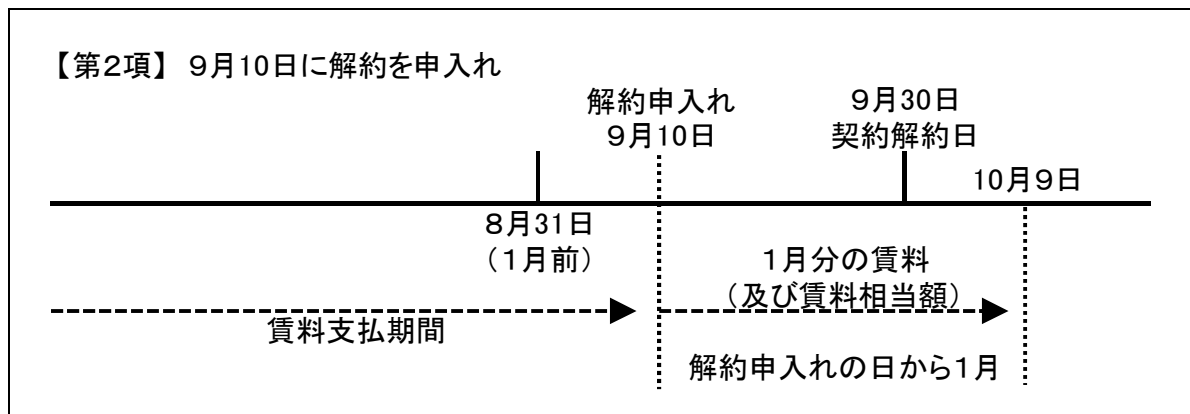 【第２項】 ９月10日に解約を申入れ
解約申入れ
９月10日
９月30日
契約解約日
10月９日
８月31日
（１月前）
１月分の賃料
（及び賃料相当額）
賃料支払期間
解約申入れの日から１月